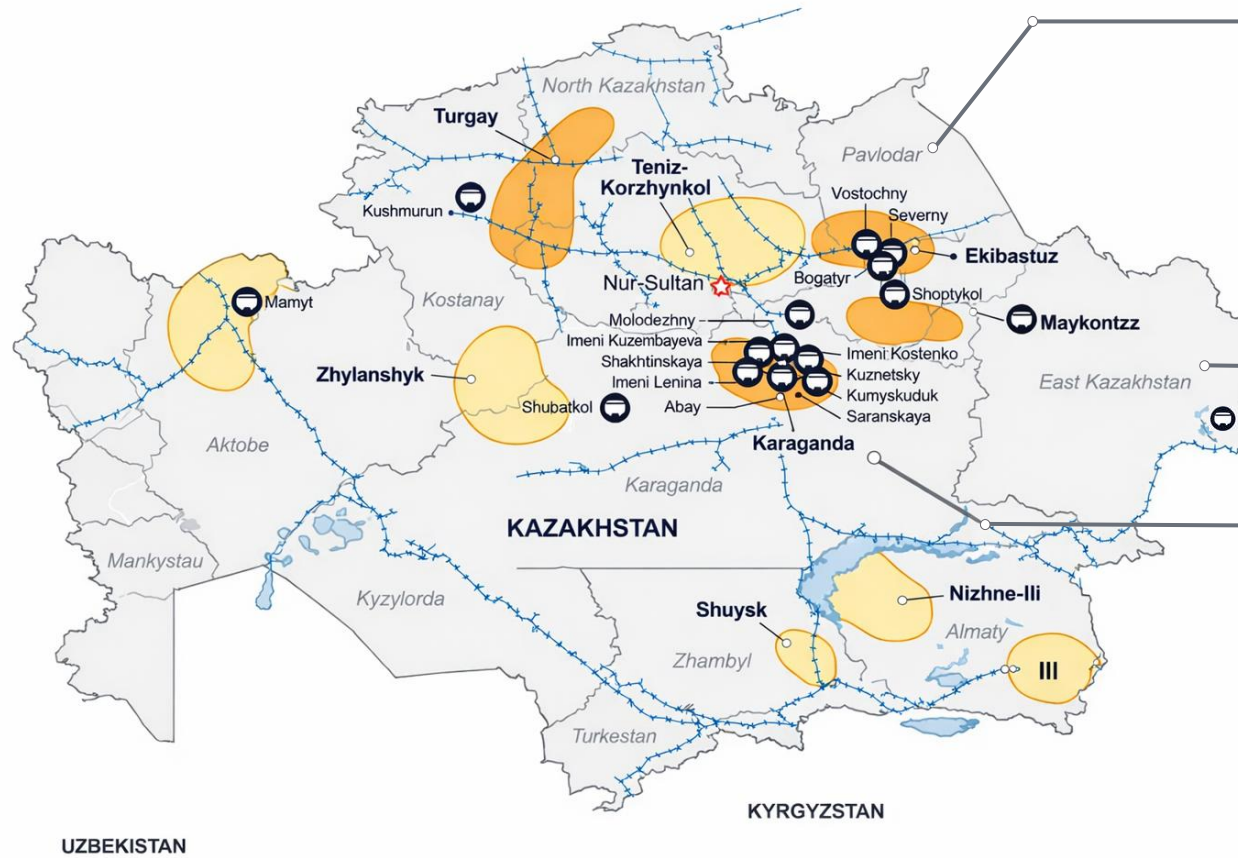 North Kazakhstan
Turgay
Pavlodar
Teniz-
Korzhynkol
Vostochny
Kushmurun
Severny
Ekibastuz
Bogatyr
Nur-Sultan
Kostanay
Shoptykol
Mamyt
Molodezhny
Maykontzz
Imeni Kuzembayeva
Imeni Kostenko
Shakhtinskaya
Kuznetsky
Zhylanshyk
Imeni Lenina
East Kazakhstan
Kumyskuduk
Shubatkol
Abay
Saranskaya
Aktobe
Karaganda
Karaganda
KAZAKHSTAN
Mankystau
Kyzylorda
Nizhne-Ili
Shuysk
Almaty
Zhambyl
III
Turkestan
KYRGYZSTAN
UZBEKISTAN